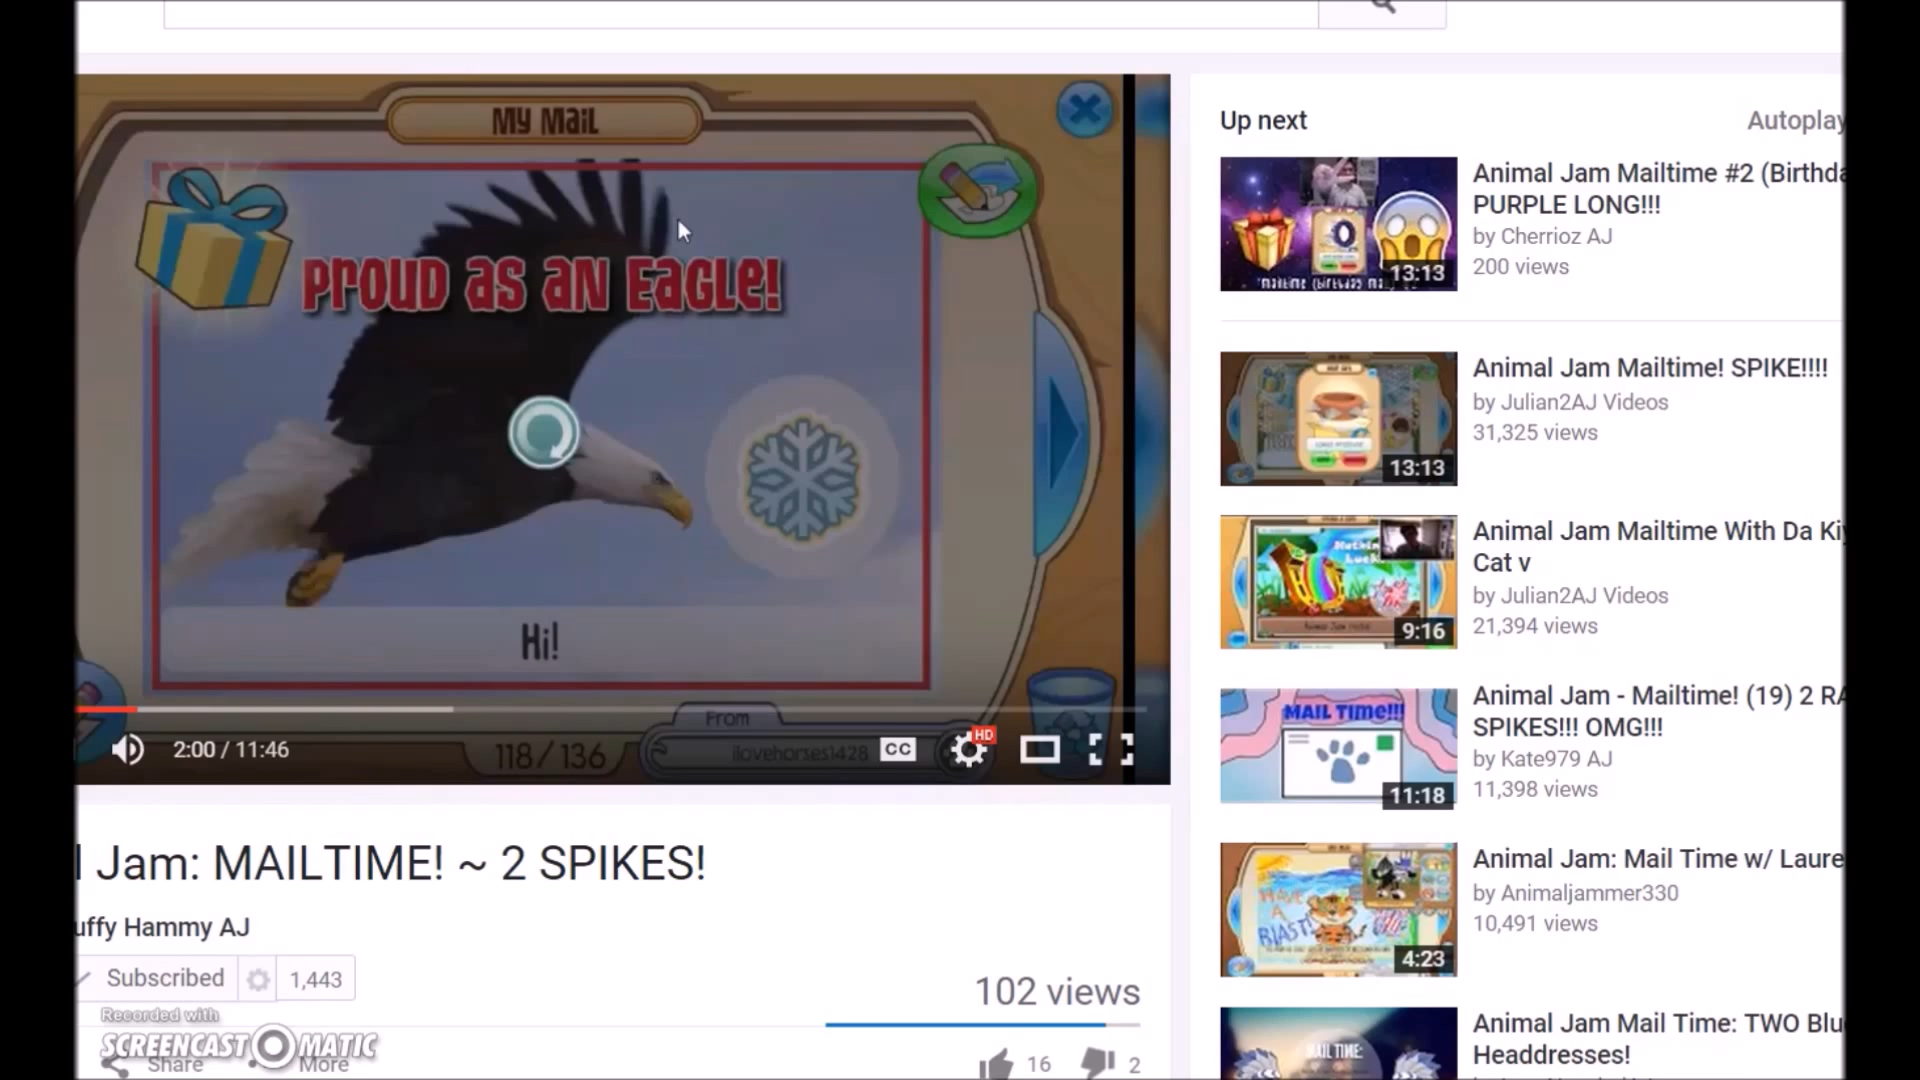 My Mail
Proud as an Eagle!
Hi!
From
118/136
ilovehorses1428
2:00 / 11:46
CC
HD
l Jam: MAILTIME! ~ 2 SPIKES!
uffy Hammy AJ
Subscribed
1,443
102 views
Recorded with
SCREENCAST MATIC
Share
More
16
2
Up next
Autoplay
13:13
Animal Jam Mailtime #2 (Birthda
PURPLE LONG!!!
by Cherrioz AJ
200 views
13:13
Animal Jam Mailtime! SPIKE!!!!
by Julian2AJ Videos
31,325 views
9:16
Animal Jam Mailtime With Da Ki
Cat v
by Julian2AJ Videos
21,394 views
MAIL TIME!!!
11:18
Animal Jam - Mailtime! (19) 2 RA
SPIKES!!! OMG!!!
by Kate979 AJ
11,398 views
HAVE
A
BLAST!
4:23
Animal Jam: Mail Time w/ Laure
by Animaljammer330
10,491 views
MAIL TIME:
Animal Jam Mail Time: TWO Blu
Headdresses!